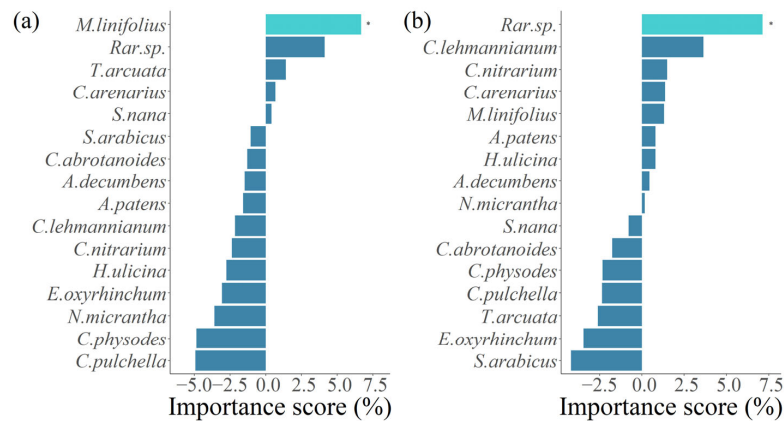 (a)
M.linifolius
*
Rar.sp.
T.arcuata
C.arenarius
S.nana
S.arabicus
C.abrotanoides
A.decumbens
A.patens
C.lehmannianum
C.nitrarium
H.ulicina
E.oxyrhinchum
N.micrantha
C.physodes
C.pulchella
−5.0−2.5 0.0 2.5 5.0 7.5
Importance score (%)
(b)
Rar.sp.
*
C.lehmannianum
C.nitrarium
C.arenarius
M.linifolius
A.patens
H.ulicina
A.decumbens
N.micrantha
S.nana
C.abrotanoides
C.physodes
C.pulchella
T.arcuata
E.oxyrhinchum
S.arabicus
−2.5 0.0 2.5 5.0 7.5
Importance score (%)